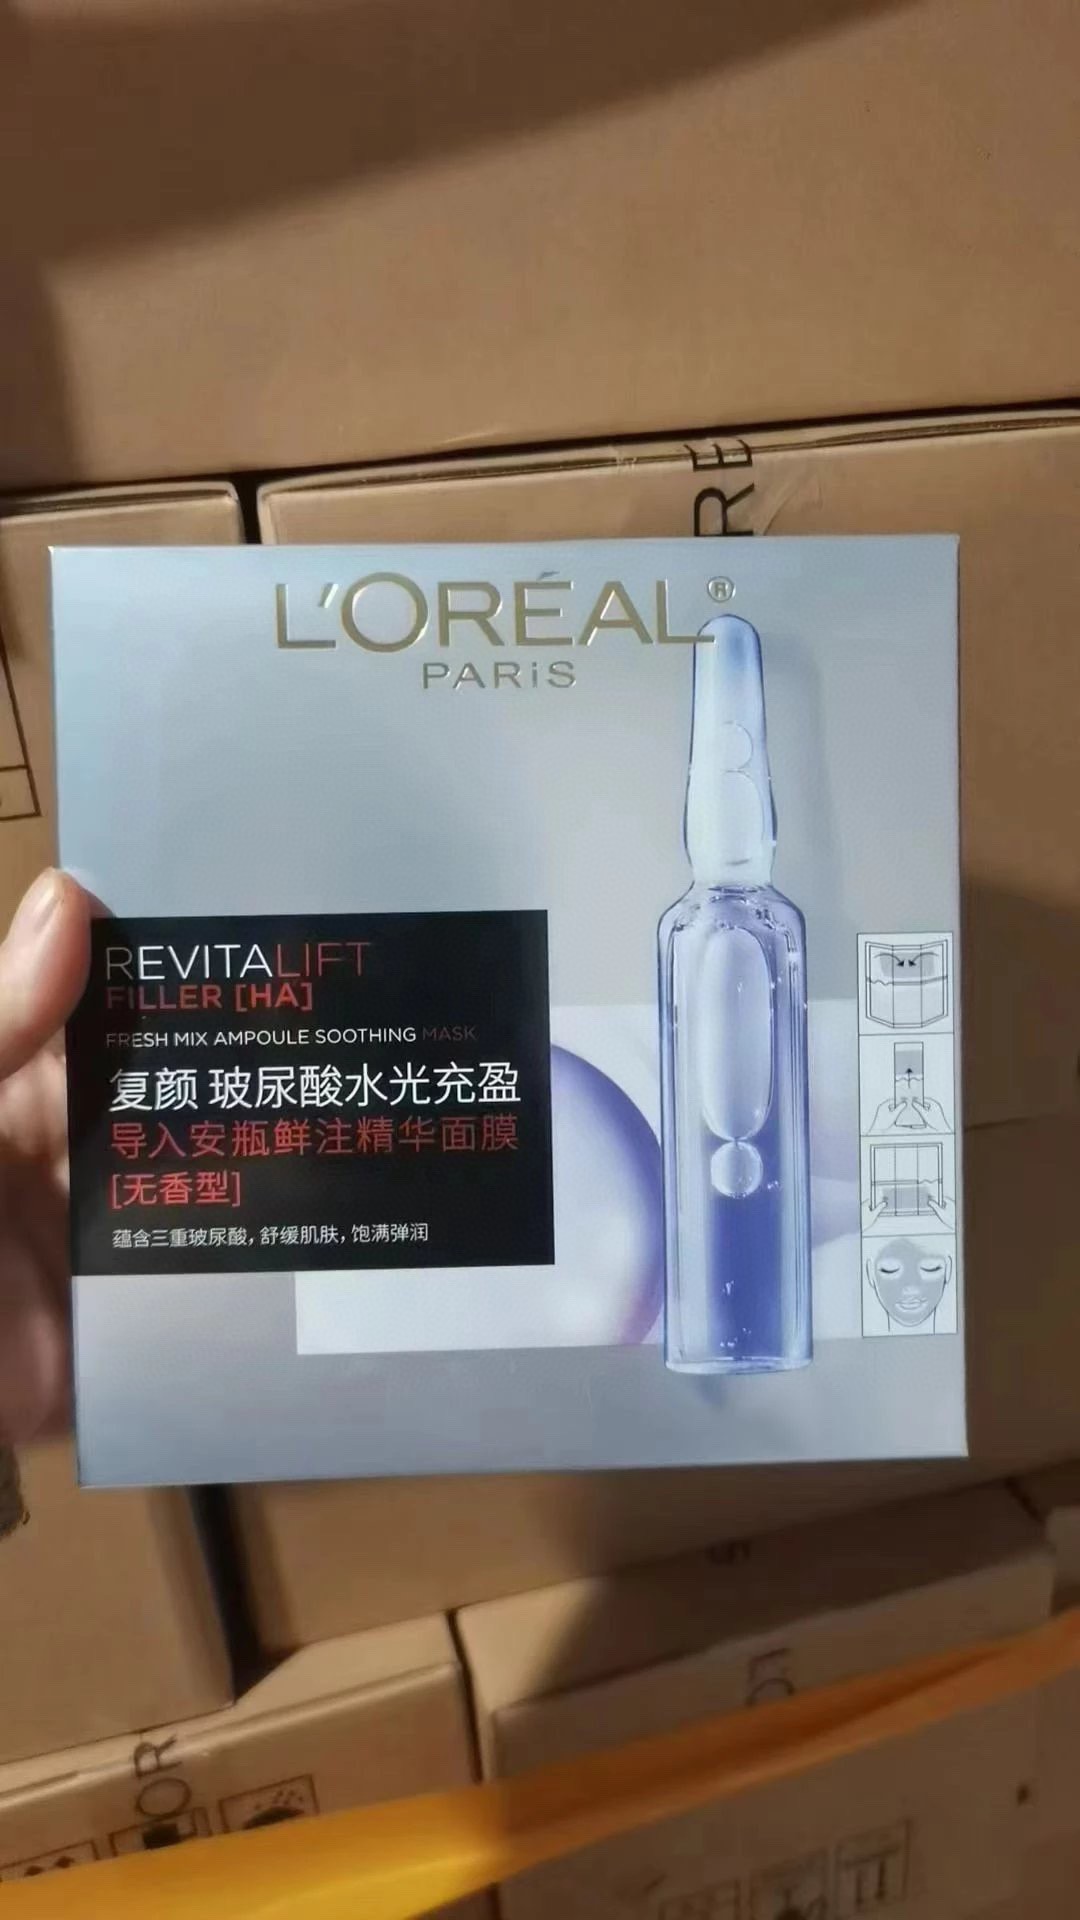 RÉ
L'ORÉAL®
PARiS
REVITALIFT
FILLER [HA]
FRESH MIX AMPOULE SOOTHING MASK
复颜 玻尿酸水光充盈
导入安瓶鲜注精华面膜
[无香型]
蕴含三重玻尿酸，舒缓肌肤，饱满弹润
OR